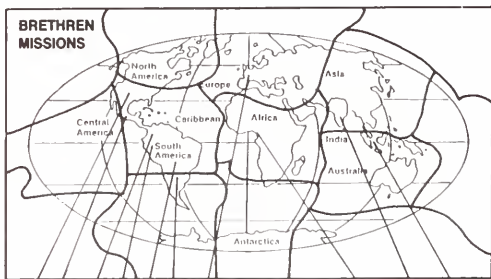 BRETHREN
MISSIONS
North
America
Europe
Asia
Central
America
Caribbean
Africa
South
America
India
Australia
Antarctica